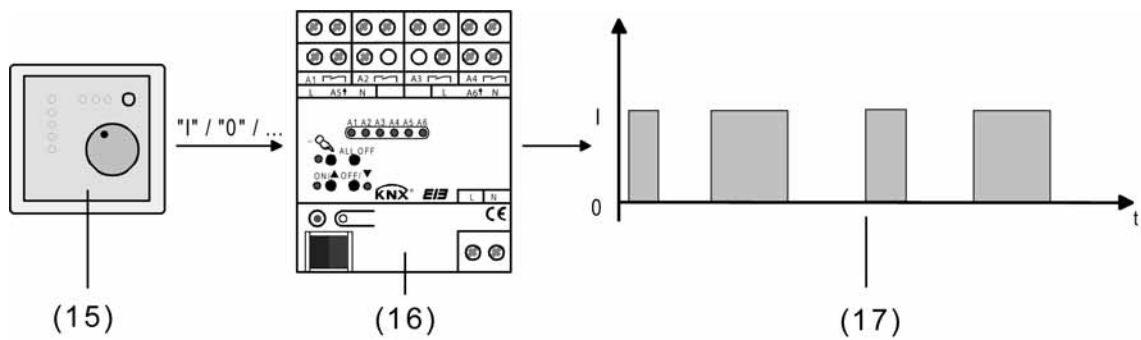 "I" / "0" / ...
A1 A2 A3 A4
L A5↑ N L A6↑ N
A1 A2 A3 A4 A5 A6
ALL OFF
ON/▲ OFF/▼
KNX® EIB L N
CE
I
0
t
(15) (16) (17)